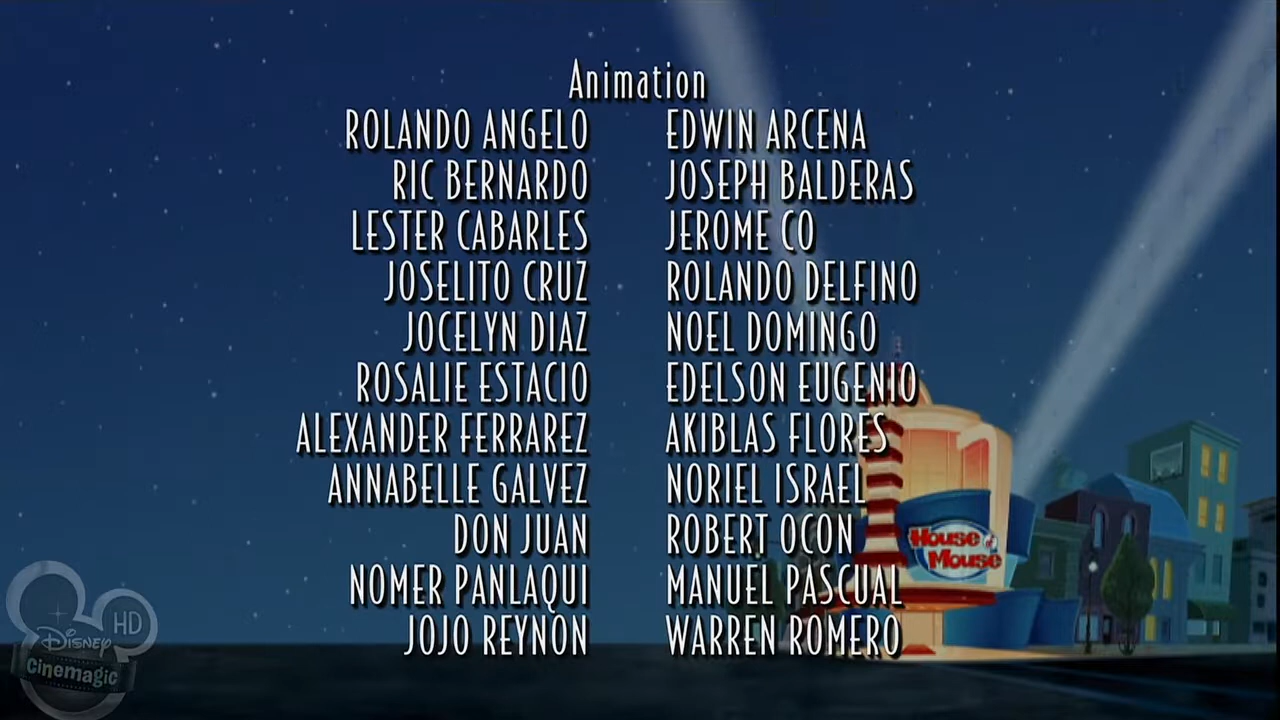 Animation
ROLANDO ANGELO EDWIN ARCENA
RIC BERNARDO JOSEPH BALDERAS
LESTER CABARLES JEROME CO
JOSELITO CRUZ ROLANDO DELFINO
JOCELYN DIAZ NOEL DOMINGO
ROSALIE ESTACIO EDELSON EUGENIO
ALEXANDER FERRAREZ AKIBLAS FLORES
ANNABELLE GALVEZ NORIEL ISRAEL
DON JUAN ROBERT OCON
NOMER PANLAQUI MANUEL PASCUAL
JOJO REYNON WARREN ROMERO
House of
Mouse
HD
Disney
Cinemagic